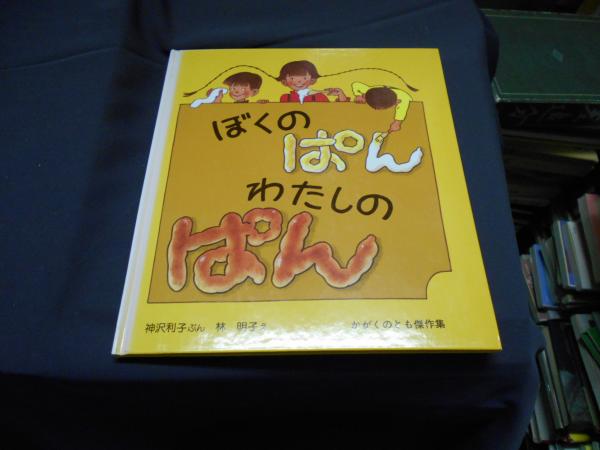 ぼくの
ぱん
わたしの
ぱん
神沢利子ぶん 林 明子え かがくのとも傑作集